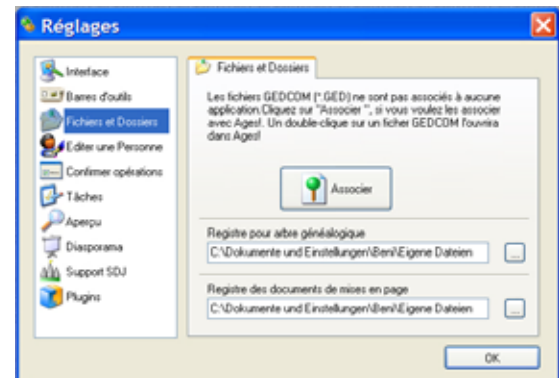 Réglages
Interface
Barres d'outils
Fichiers et Dossiers
Editer une Personne
Confirmer opérations
Tâches
Aperçu
Diasporama
Support SDJ
Plugins
Fichiers et Dossiers
Les fichiers GEDCOM (*.GED) ne sont pas associés à aucune
application.Cliquez sur "Associer ", si vous voulez les associer
avec Ages!. Un double-clique sur un ficher GEDCOM l'ouvrira
dans Ages!
Associer
Registre pour arbre généalogique
C:\Dokumente und Einstellungen\Beni\Eigene Dateien
...
Registre des documents de mises en page
C:\Dokumente und Einstellungen\Beni\Eigene Dateien
...
OK